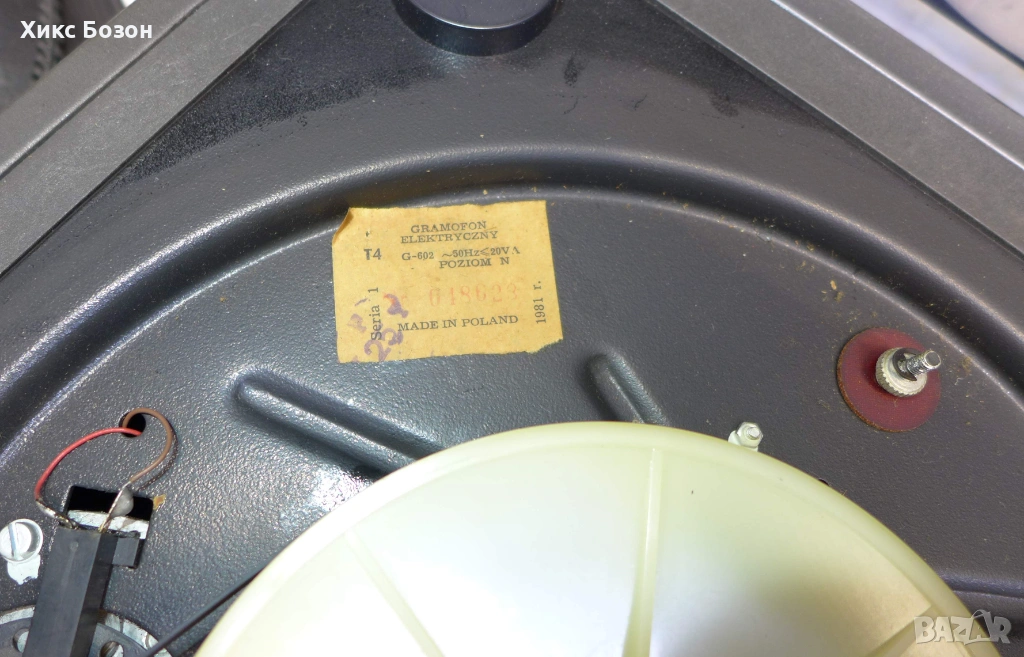 Хикс Бозон
GRAMOFON
ELEKTRYCZNY
T4 G-602 ~50Hz≤20VA
POZIOM N
Seria 1
MADE IN POLAND
1981 r.
BAZAR